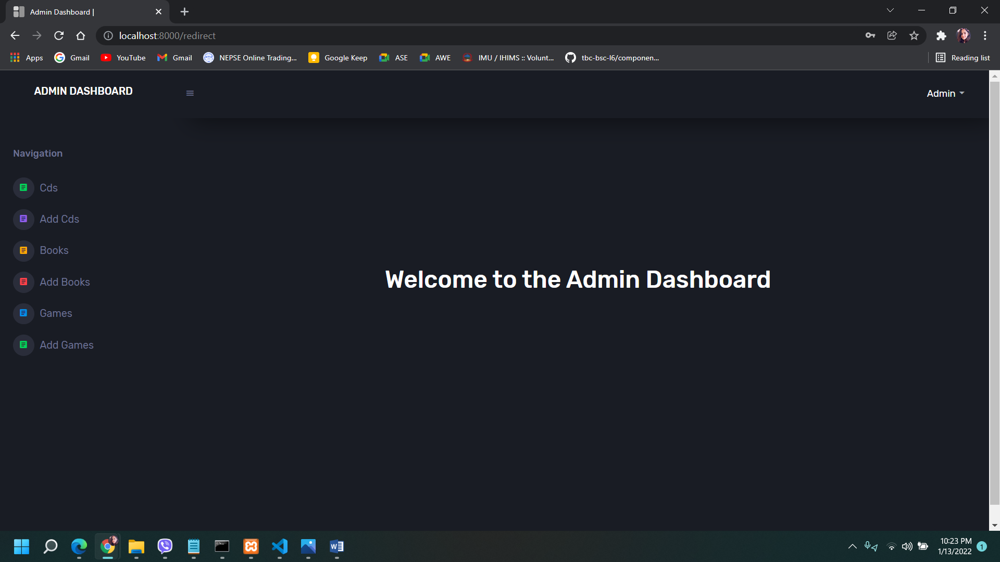 Admin Dashboard |
localhost:8000/redirect
Apps Gmail YouTube Gmail NEPSE Online Trading... Google Keep ASE AWE IMU / IHIMS :: Volunt... tbc-bsc-l6/componen... Reading list
ADMIN DASHBOARD
Admin
Navigation
Cds
Add Cds
Books
Add Books
Games
Add Games
Welcome to the Admin Dashboard
10:23 PM
1/13/2022
1